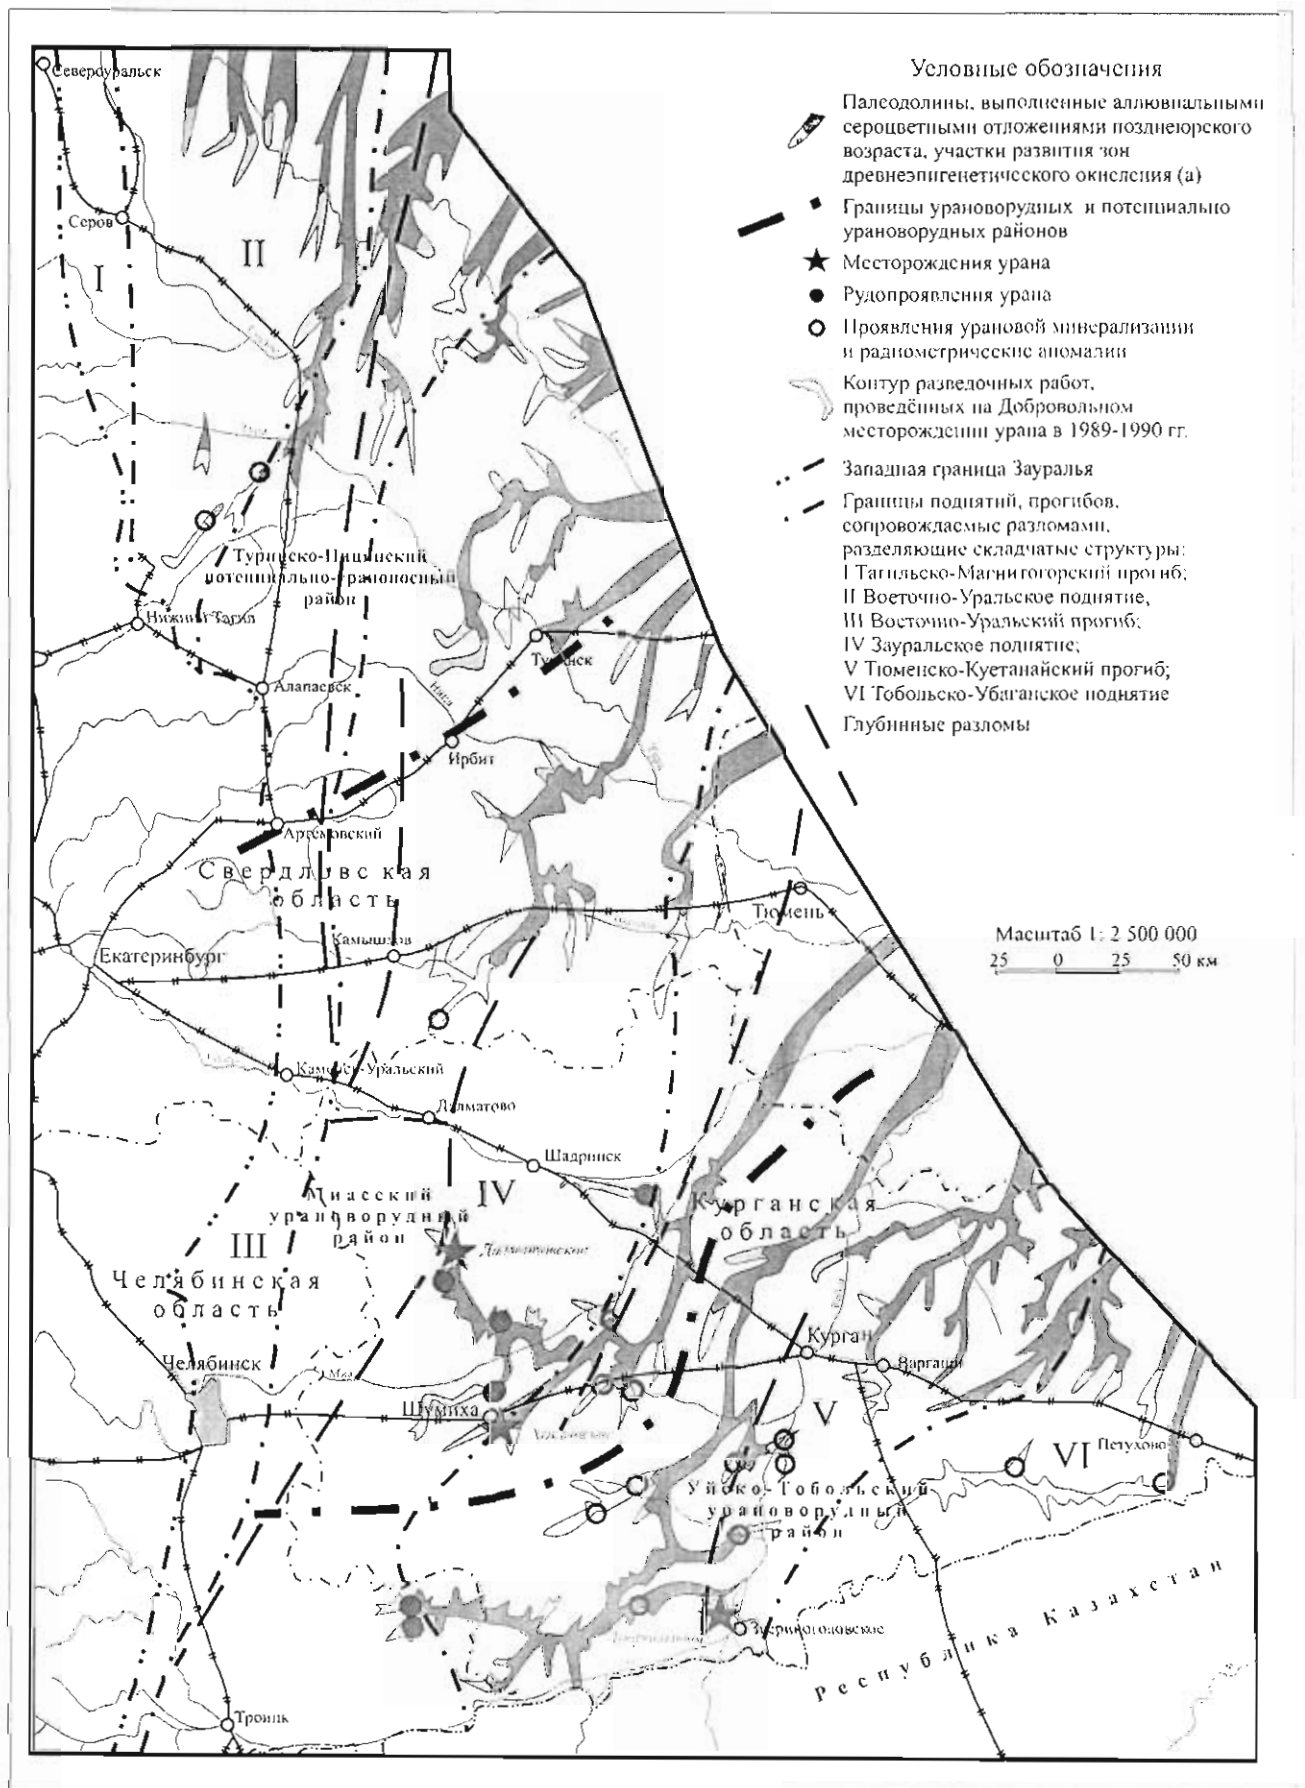 Условные обозначения
Палеодолины, выполненные аллювиальными
сероцветными отложениями позднеюрского
возраста, участки развития зон
древнеэпигенетического окисления (а)
Границы урановорудных и потенциально
урановорудных районов
Месторождения урана
Рудопроявления урана
Проявления урановой минерализации
и радиометрические аномалии
Контур разведочных работ,
проведённых на Добровольном
месторождении урана в 1989-1990 гг.
Западная граница Зауралья
Границы поднятий, прогибов,
сопровождаемые разломами,
разделяющие складчатые структуры:
I Тагильско-Магнитогорский прогиб;
II Восточно-Уральское поднятие,
III Восточно-Уральский прогиб;
IV Зауральское поднятие;
V Тюменско-Кустанайский прогиб;
VI Тобольско-Убаганское поднятие
Глубинные разломы
Масштаб 1: 2 500 000
25 0 25 50 км
Североуральск
Серов
I
II
Туринско-Пышминский
потенциально-ураноносный
район
Нижний Тагил
Туринск
Алапаевск
Ница
Ирбит
Артемовский
Свердловская
область
Тюмень
Камышлов
Екатеринбург
Каменск-Уральский
Далматово
Шадринск
Миасский
урановорудный
район
IV
Курганская
область
III
Далматовское
Челябинская
область
Курган
Варгаши
Челябинск
Миасс
Шумиха
V
VI
Петухово
Уйско-Тобольский
урановорудный
район
Звериноголовское
Республика Казахстан
Троицк